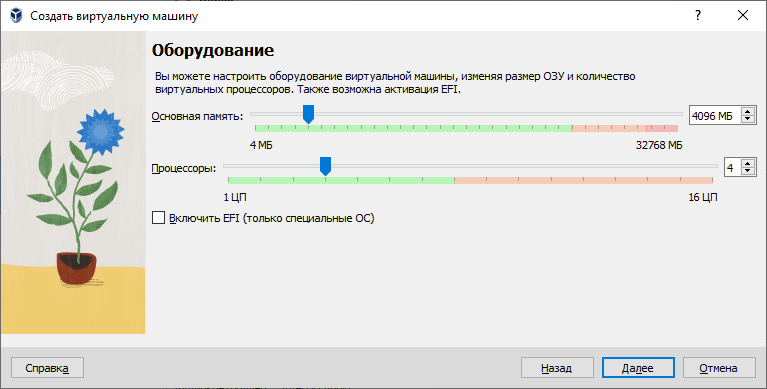 Создать виртуальную машину
Оборудование
Вы можете настроить оборудование виртуальной машины, изменяя размер ОЗУ и количество
виртуальных процессоров. Также возможна активация EFI.
Основная память:
4096 МБ
4 МБ
32768 МБ
Процессоры:
4
1 ЦП
16 ЦП
Включить EFI (только специальные ОС)
Справка
Назад
Далее
Отмена